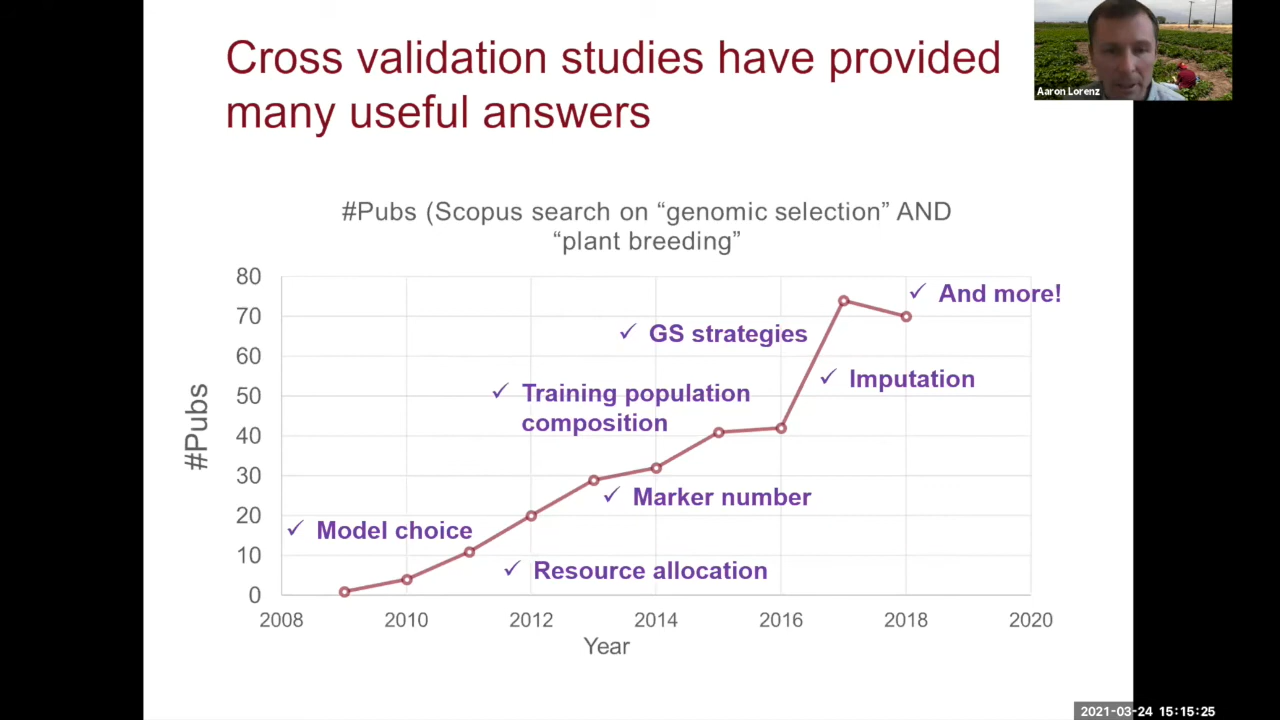 Cross validation studies have provided
many useful answers
Aaron Lorenz
#Pubs (Scopus search on “genomic selection” AND
“plant breeding”
80
70
60
50
40
30
20
10
0
#Pubs
✓ And more!
✓ GS strategies
✓ Imputation
✓ Training population
composition
✓ Marker number
✓ Model choice
✓ Resource allocation
2008 2010 2012 2014 2016 2018 2020
Year
2021-03-24 15:15:25